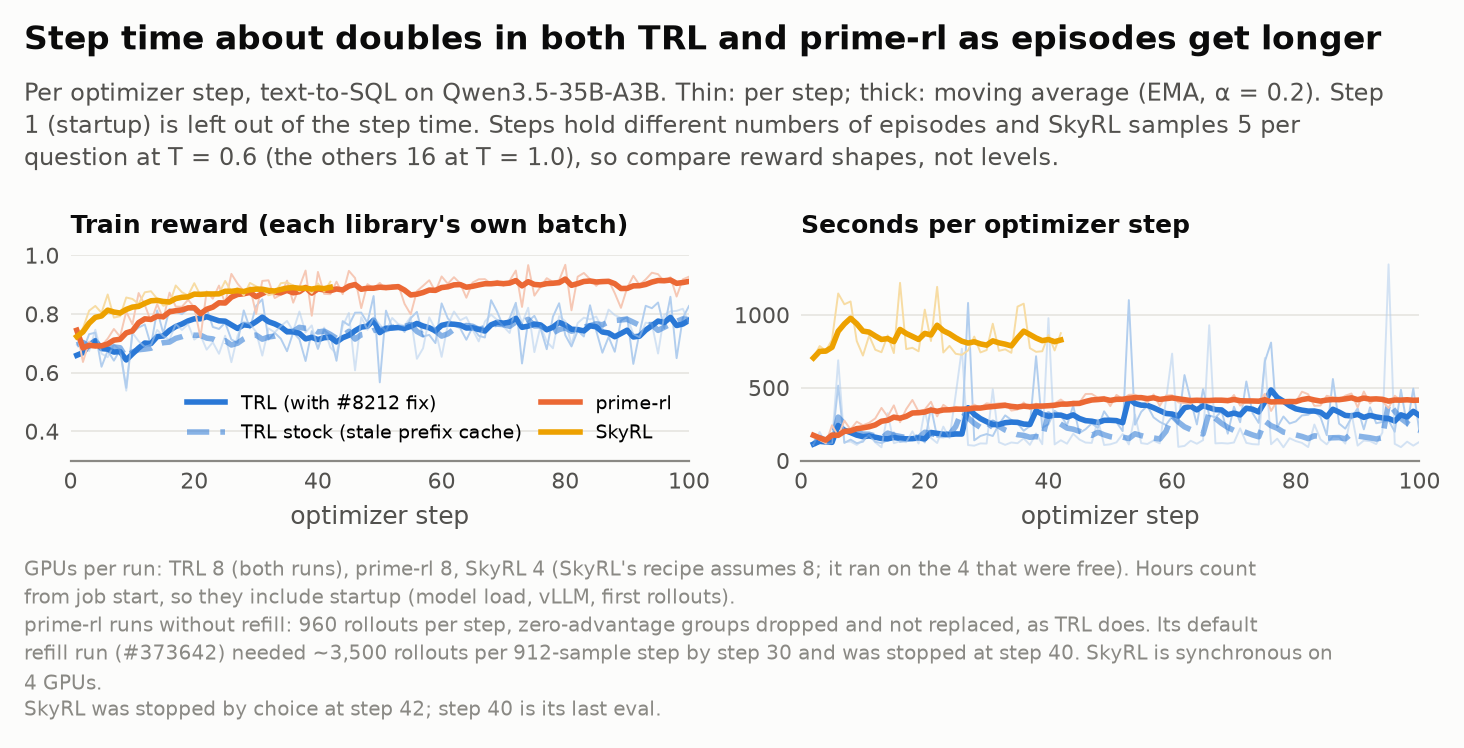 Step time about doubles in both TRL and prime-rl as episodes get longer
Per optimizer step, text-to-SQL on Qwen3.5-35B-A3B. Thin: per step; thick: moving average (EMA, α = 0.2). Step
1 (startup) is left out of the step time. Steps hold different numbers of episodes and SkyRL samples 5 per
question at T = 0.6 (the others 16 at T = 1.0), so compare reward shapes, not levels.
Train reward (each library's own batch)
1.0
0.8
0.6
0.4
TRL (with #8212 fix)
TRL stock (stale prefix cache)
prime-rl
SkyRL
0 20 40 60 80 100
optimizer step
Seconds per optimizer step
1000
500
0
0 20 40 60 80 100
optimizer step
GPUs per run: TRL 8 (both runs), prime-rl 8, SkyRL 4 (SkyRL's recipe assumes 8; it ran on the 4 that were free). Hours count
from job start, so they include startup (model load, vLLM, first rollouts).
prime-rl runs without refill: 960 rollouts per step, zero-advantage groups dropped and not replaced, as TRL does. Its default
refill run (#373642) needed ~3,500 rollouts per 912-sample step by step 30 and was stopped at step 40. SkyRL is synchronous on
4 GPUs.
SkyRL was stopped by choice at step 42; step 40 is its last eval.